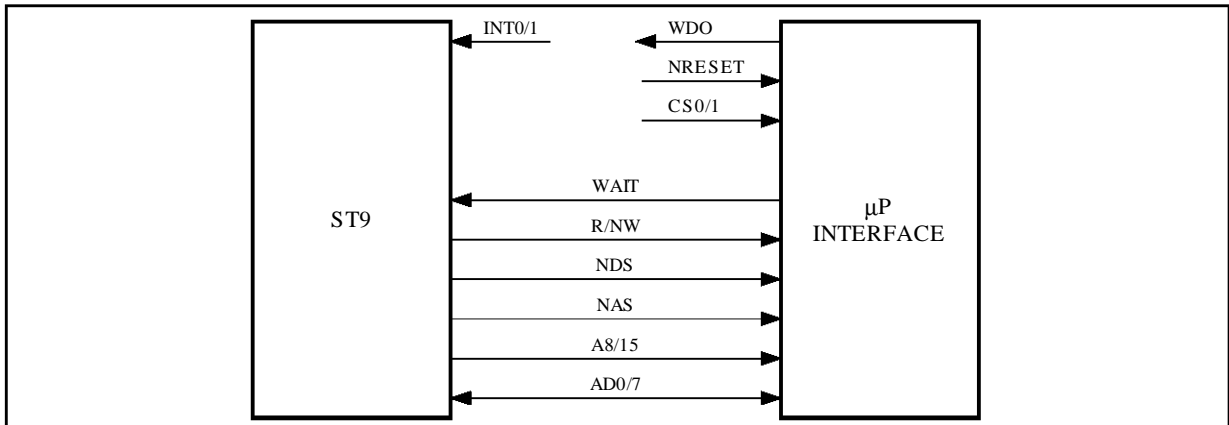 INT0/1
WDO
NRESET
CS0/1
WAIT
ST9
R/NW
µP
INTERFACE
NDS
NAS
A8/15
AD0/7